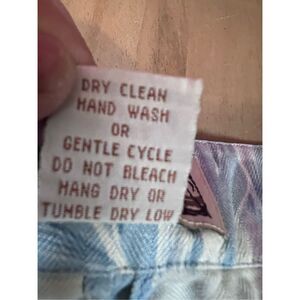 DRY CLEAN
HAND WASH
OR
GENTLE CYCLE
DO NOT BLEACH
HANG DRY OR
TUMBLE DRY LOW